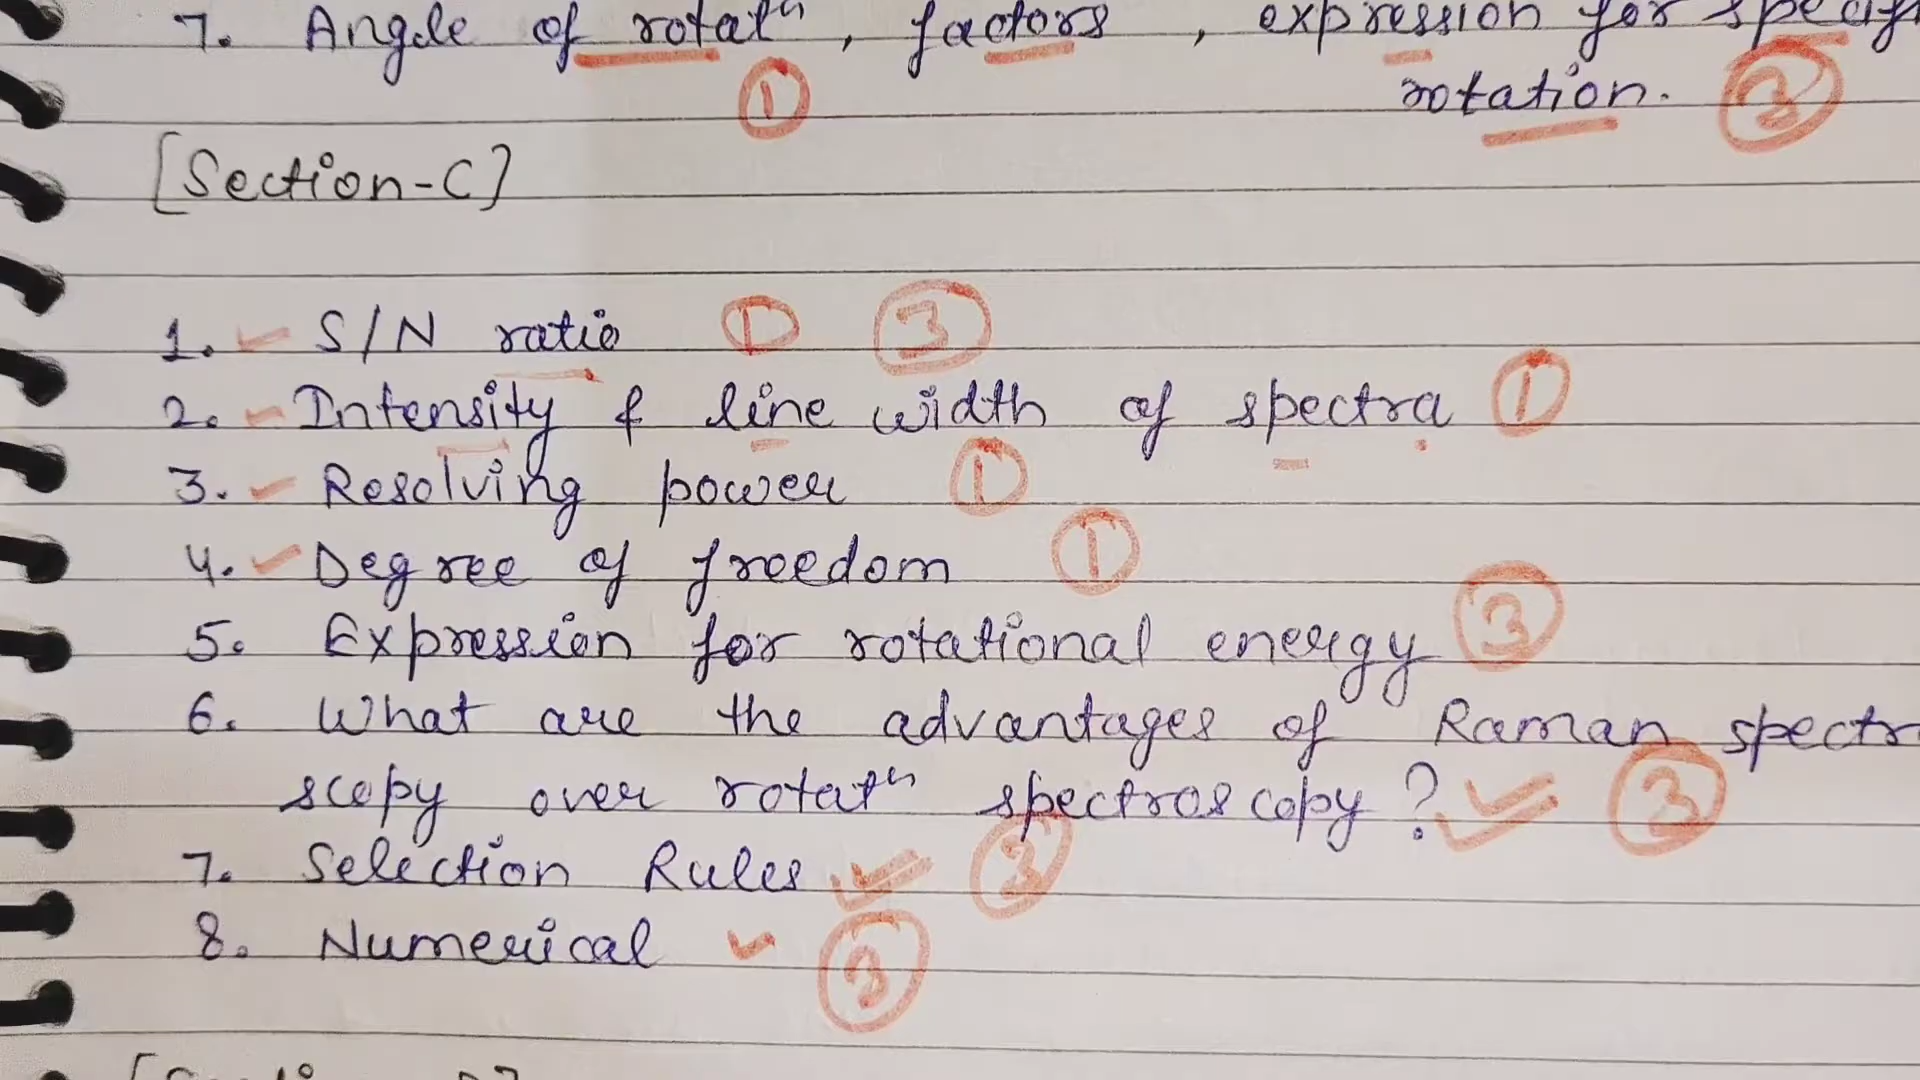 7. Angle of rotatn, factors, expression for specif
① rotation. ③
[Section-C]
1. S/N ratio ① ③
2. Intensity & line width of spectra ①
3. Resolving power ①
4. Degree of freedom ①
5. Expression for rotational energy ③
6. What are the advantages of Raman spectr
scopy over rotatn spectroscopy? ③
7. Selection Rules ③
8. Numerical ③